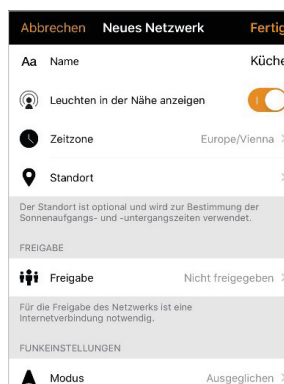 Abbrechen Neues Netzwerk Fertig
Aa Name Küche
Leuchten in der Nähe anzeigen
Zeitzone Europe/Vienna
Standort
Der Standort ist optional und wird zur Bestimmung der
Sonnenaufgangs- und -untergangszeiten verwendet.
FREIGABE
Freigabe Nicht freigegeben
Für die Freigabe des Netzwerks ist eine
Internetverbindung notwendig.
FUNKEINSTELLUNGEN
Modus Ausgeglichen